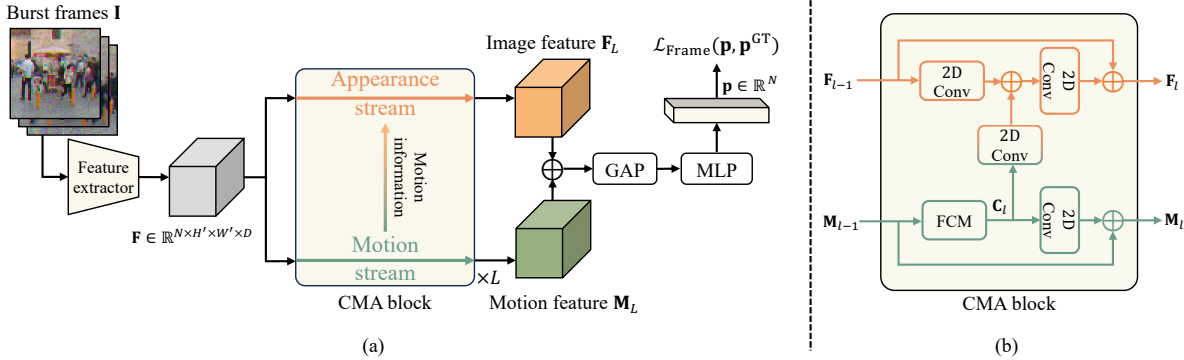 Burst frames I
Feature
extractor
F ∈ ℝ^{N×H′×W′×D}
Appearance
stream
Motion
information
Motion
stream
×L
CMA block
Image feature F_L
Motion feature M_L
GAP
MLP
p ∈ ℝ^N
ℒ_Frame(p, p^GT)
(a)
F_{l−1}
2D
Conv
2D
Conv
F_l
2D
Conv
M_{l−1}
FCM
C_l
2D
Conv
M_l
CMA block
(b)